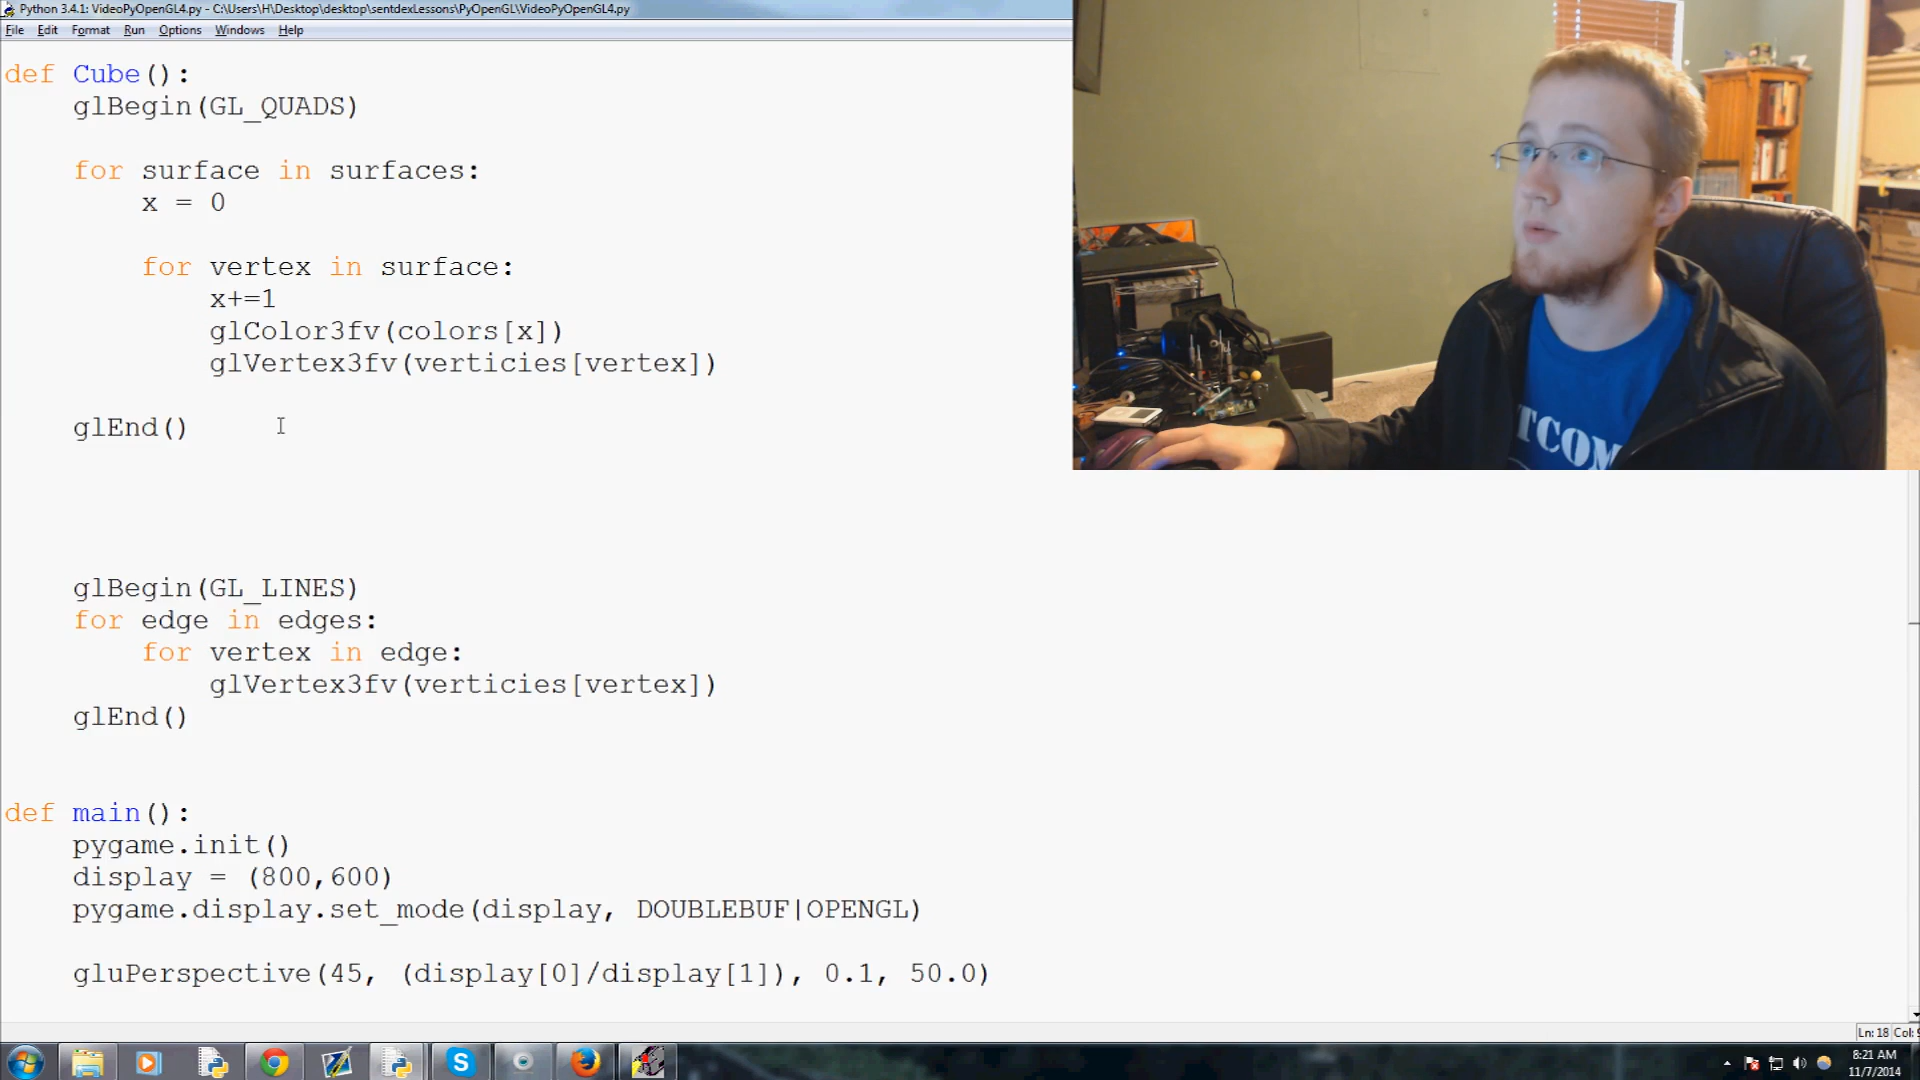 Python 3.4.1: VideoPyOpenGL4.py - C:\Users\H\Desktop\desktop\sentdexLessons\PyOpenGL\VideoPyOpenGL4.py
File Edit Format Run Options Windows Help
def Cube():
    glBegin(GL_QUADS)
    for surface in surfaces:
        x = 0
        for vertex in surface:
            x+=1
            glColor3fv(colors[x])
            glVertex3fv(verticies[vertex])
    glEnd()
    glBegin(GL_LINES)
    for edge in edges:
        for vertex in edge:
            glVertex3fv(verticies[vertex])
    glEnd()
def main():
    pygame.init()
    display = (800,600)
    pygame.display.set_mode(display, DOUBLEBUF|OPENGL)
    gluPerspective(45, (display[0]/display[1]), 0.1, 50.0)
TCOM
Ln: 18 Col:
8:21 AM
11/7/2014